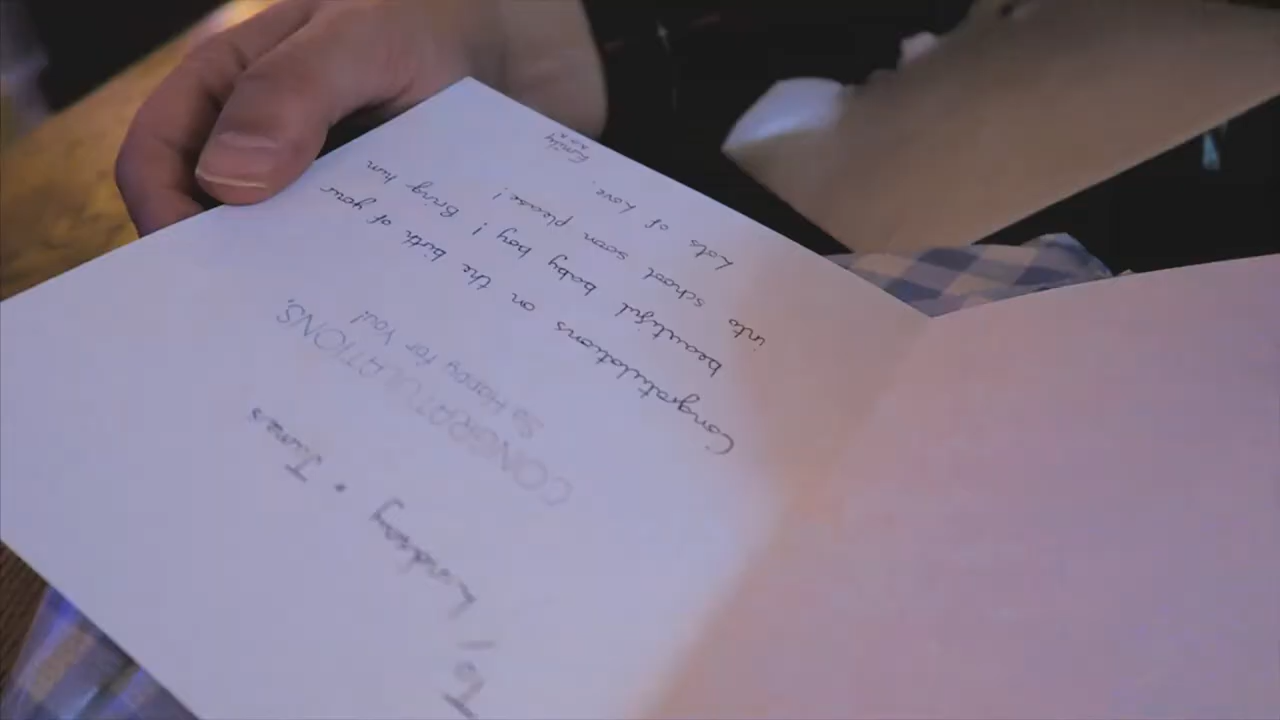 To, Lindsay • James
CONGRATULATIONS,
So Happy for You!
Congratulations on the birth of your
beautiful baby boy! Bring him
into school soon please!
Lots of Love.
Emily
xxx